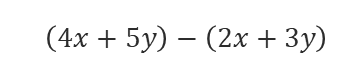 (4x + 5y) − (2x + 3y)